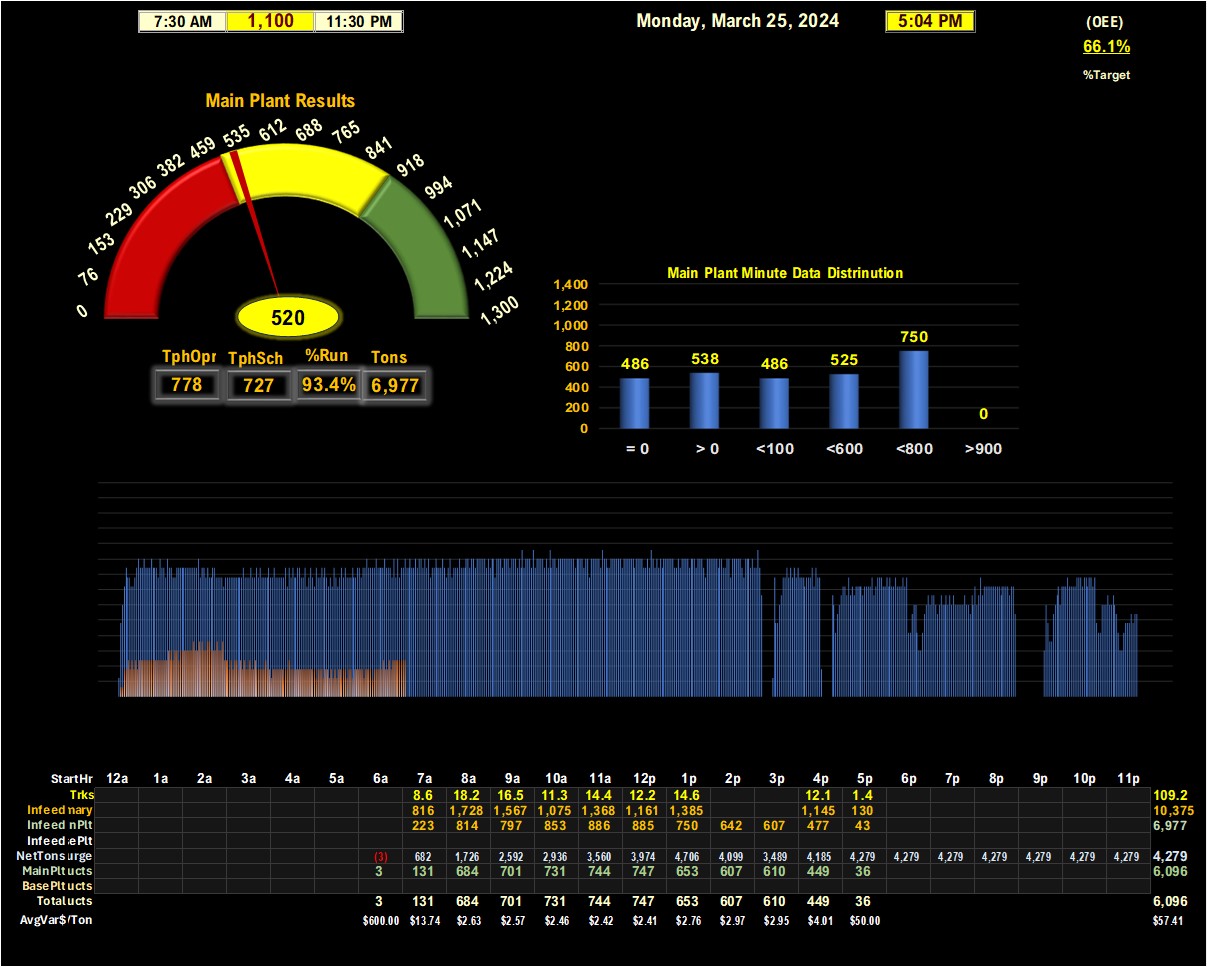 7:30 AM 1,100 11:30 PM Monday, March 25, 2024 5:04 PM (OEE)
66.1%
%Target
Main Plant Results
0 76 153 229 306 382 459 535 612 688 765 841 918 994 1,071 1,147 1,224 1,300
520
TphOpr TphSch %Run Tons
778 727 93.4% 6,977
Main Plant Minute Data Distrinution
1,400
1,200
1,000
800
600
400
200
0
486 538 486 525 750 0
= 0 > 0 <100 <600 <800 >900
StartHr 12a 1a 2a 3a 4a 5a 6a 7a 8a 9a 10a 11a 12p 1p 2p 3p 4p 5p 6p 7p 8p 9p 10p 11p
Trks 8.6 18.2 16.5 11.3 14.4 12.2 14.6 12.1 1.4 109.2
Infeed nary 816 1,728 1,567 1,075 1,368 1,161 1,385 1,145 130 10,375
Infeed nPlt 223 814 797 853 886 885 750 642 607 477 43 6,977
Infeed ePlt
NetTons urge (3) 682 1,726 2,592 2,936 3,560 3,974 4,706 4,099 3,489 4,185 4,279 4,279 4,279 4,279 4,279 4,279 4,279 4,279
MainPlt ucts 3 131 684 701 731 744 747 653 607 610 449 36 6,096
BasePlt ucts
Total ucts 3 131 684 701 731 744 747 653 607 610 449 36 6,096
AvgVar$/Ton $600.00 $13.74 $2.63 $2.57 $2.46 $2.42 $2.41 $2.76 $2.97 $2.95 $4.01 $50.00 $57.41